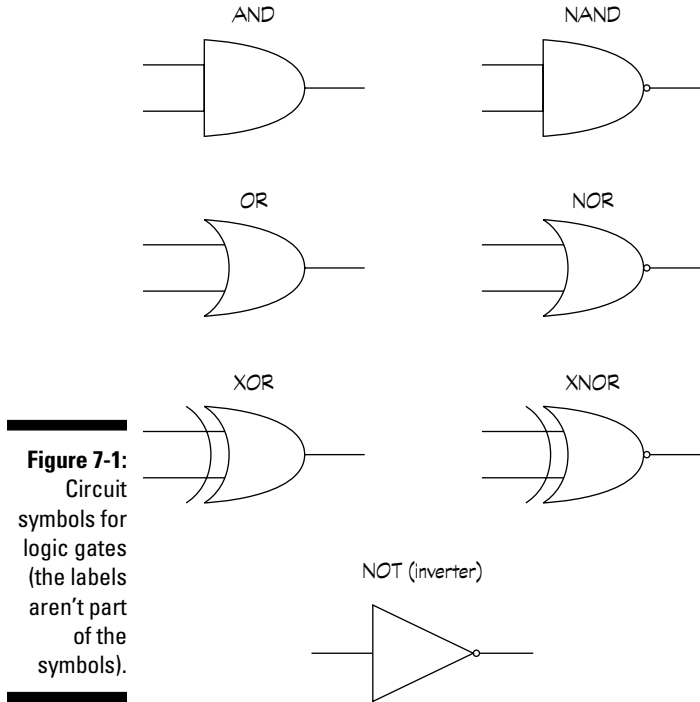 AND
NAND
OR
NOR
XOR
XNOR
Figure 7-1:
Circuit
symbols for
logic gates
(the labels
aren’t part
of the
symbols).
NOT (inverter)